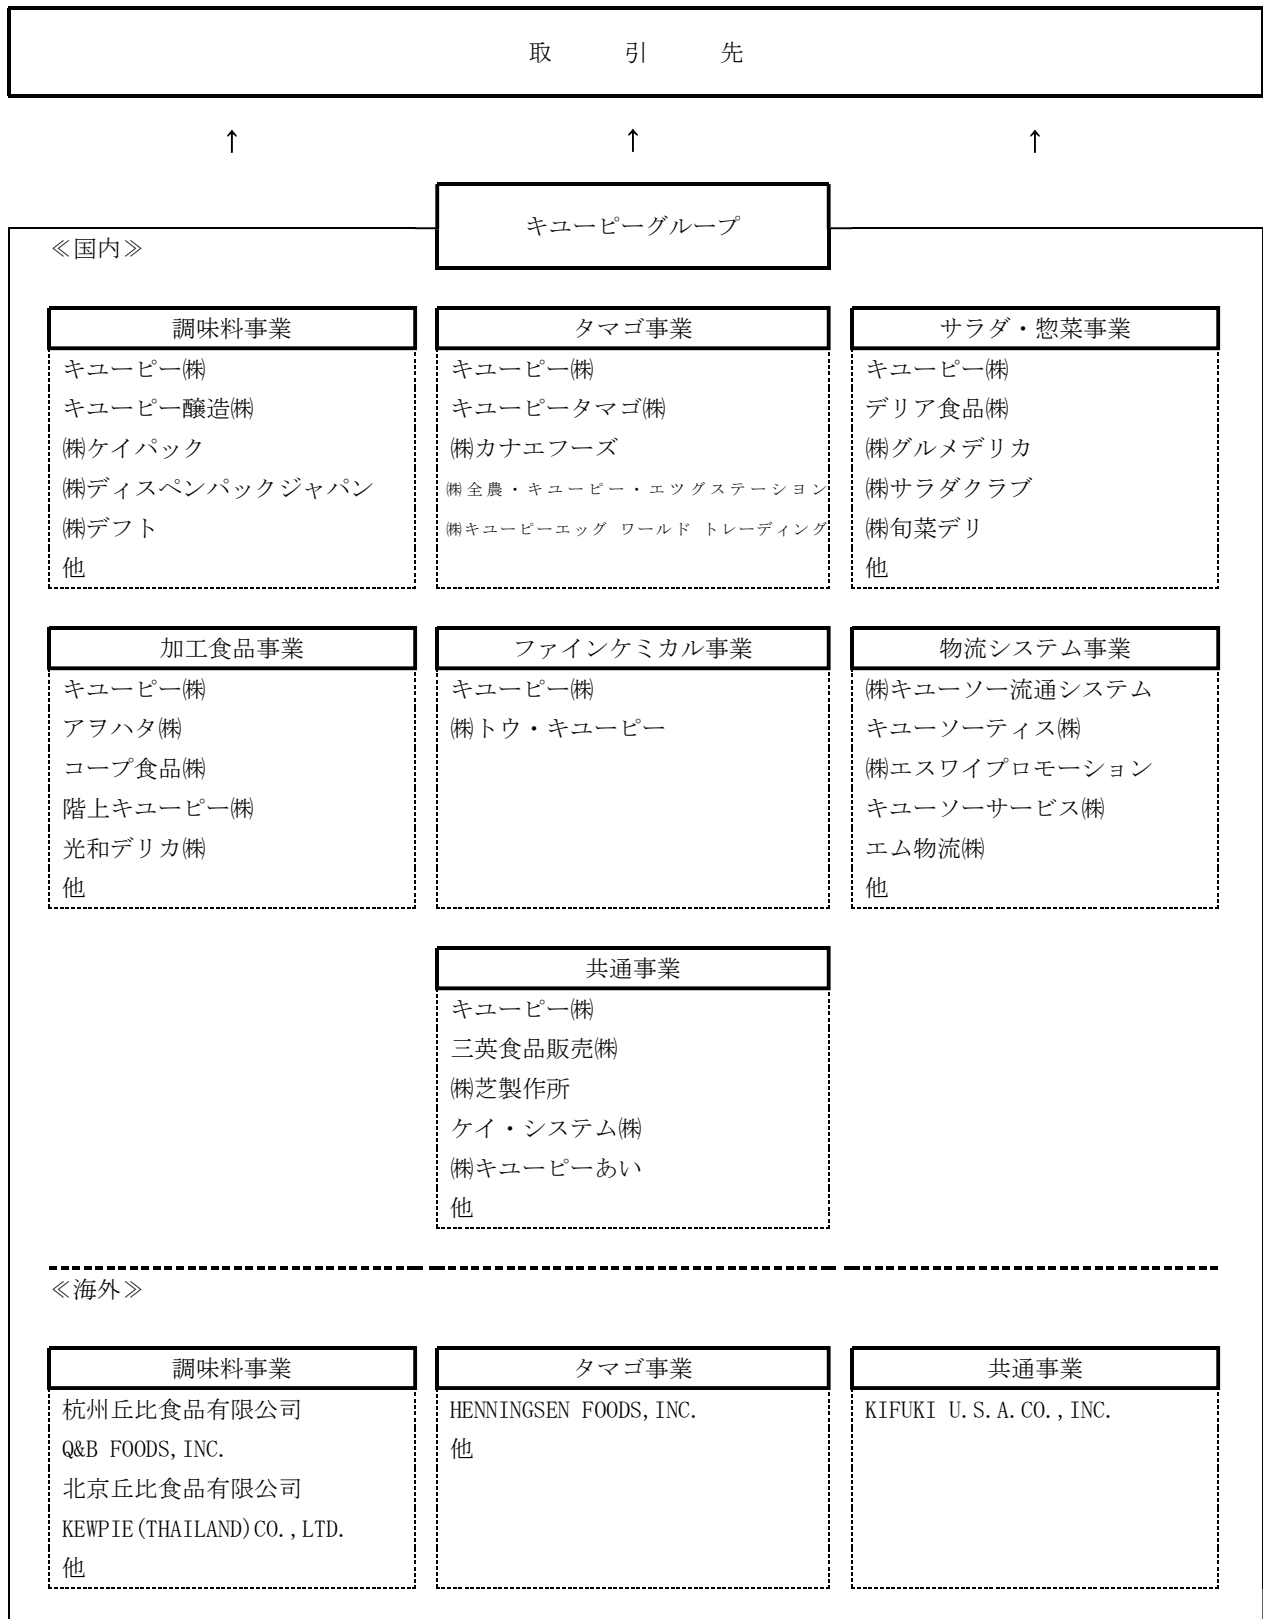 取引先
↑ ↑ ↑
キユーピーグループ
≪国内≫
調味料事業
キユーピー㈱
キユーピー醸造㈱
㈱ケイパック
㈱ディスペンパックジャパン
㈱デフト
他
タマゴ事業
キユーピー㈱
キユーピータマゴ㈱
㈱カナエフーズ
㈱全農・キユーピー・エツグステーション
㈱キユーピーエッグ ワールド トレーディング
サラダ・惣菜事業
キユーピー㈱
デリア食品㈱
㈱グルメデリカ
㈱サラダクラブ
㈱旬菜デリ
他
加工食品事業
キユーピー㈱
アヲハタ㈱
コープ食品㈱
階上キユーピー㈱
光和デリカ㈱
他
ファインケミカル事業
キユーピー㈱
㈱トウ・キユーピー
物流システム事業
㈱キユーソー流通システム
キユーソーティス㈱
㈱エスワイプロモーション
キユーソーサービス㈱
エム物流㈱
他
共通事業
キユーピー㈱
三英食品販売㈱
㈱芝製作所
ケイ・システム㈱
㈱キユーピーあい
他
≪海外≫
調味料事業
杭州丘比食品有限公司
Q&B FOODS,INC.
北京丘比食品有限公司
KEWPIE(THAILAND)CO.,LTD.
他
タマゴ事業
HENNINGSEN FOODS,INC.
他
共通事業
KIFUKI U.S.A.CO.,INC.